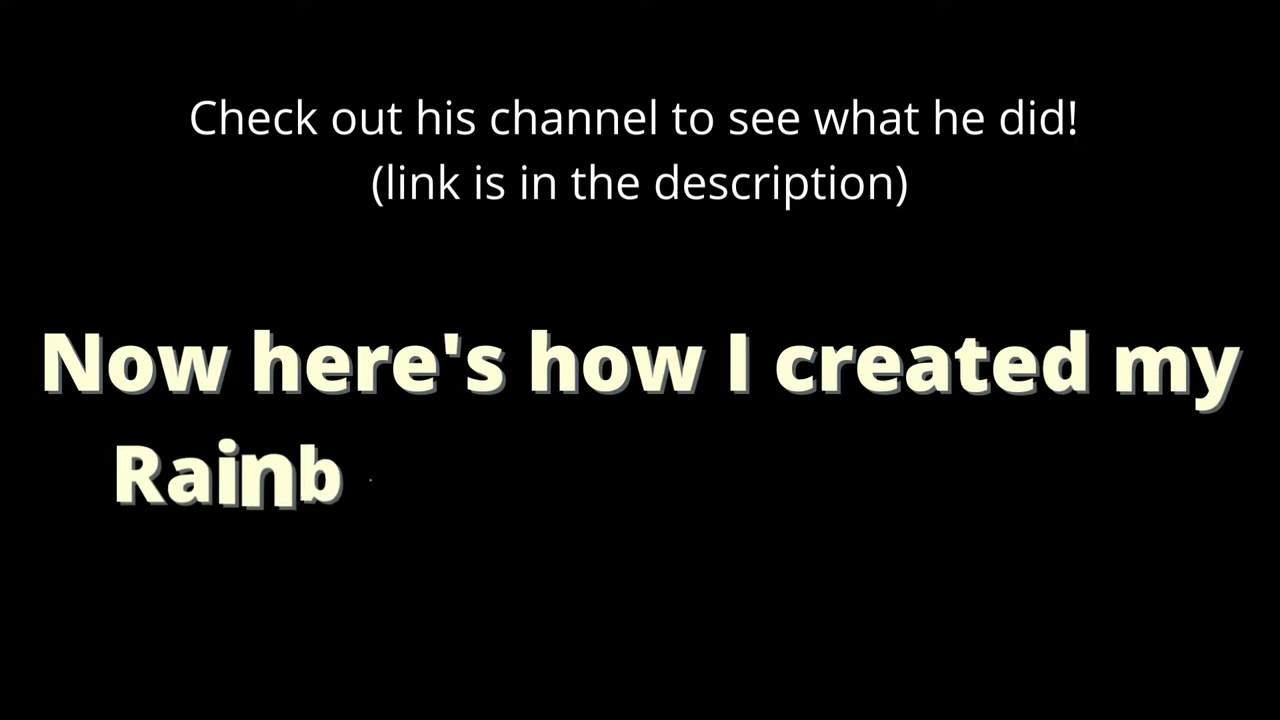 Check out his channel to see what he did!
(link is in the description)
Now here's how I created my
Rainb